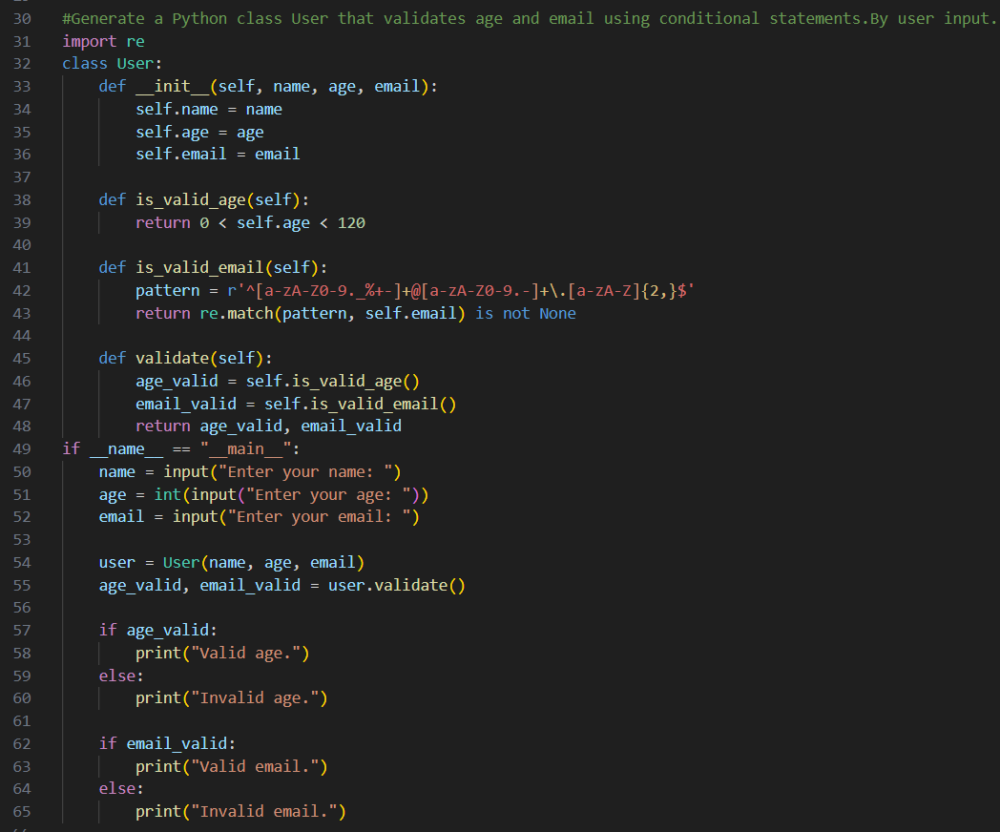 30 #Generate a Python class User that validates age and email using conditional statements.By user input.
31 import re
32 class User:
33     def __init__(self, name, age, email):
34         self.name = name
35         self.age = age
36         self.email = email
37
38     def is_valid_age(self):
39         return 0 < self.age < 120
40
41     def is_valid_email(self):
42         pattern = r'^[a-zA-Z0-9._%+-]+@[a-zA-Z0-9.-]+\.[a-zA-Z]{2,}$'
43         return re.match(pattern, self.email) is not None
44
45     def validate(self):
46         age_valid = self.is_valid_age()
47         email_valid = self.is_valid_email()
48         return age_valid, email_valid
49 if __name__ == "__main__":
50     name = input("Enter your name: ")
51     age = int(input("Enter your age: "))
52     email = input("Enter your email: ")
53
54     user = User(name, age, email)
55     age_valid, email_valid = user.validate()
56
57     if age_valid:
58         print("Valid age.")
59     else:
60         print("Invalid age.")
61
62     if email_valid:
63         print("Valid email.")
64     else:
65         print("Invalid email.")